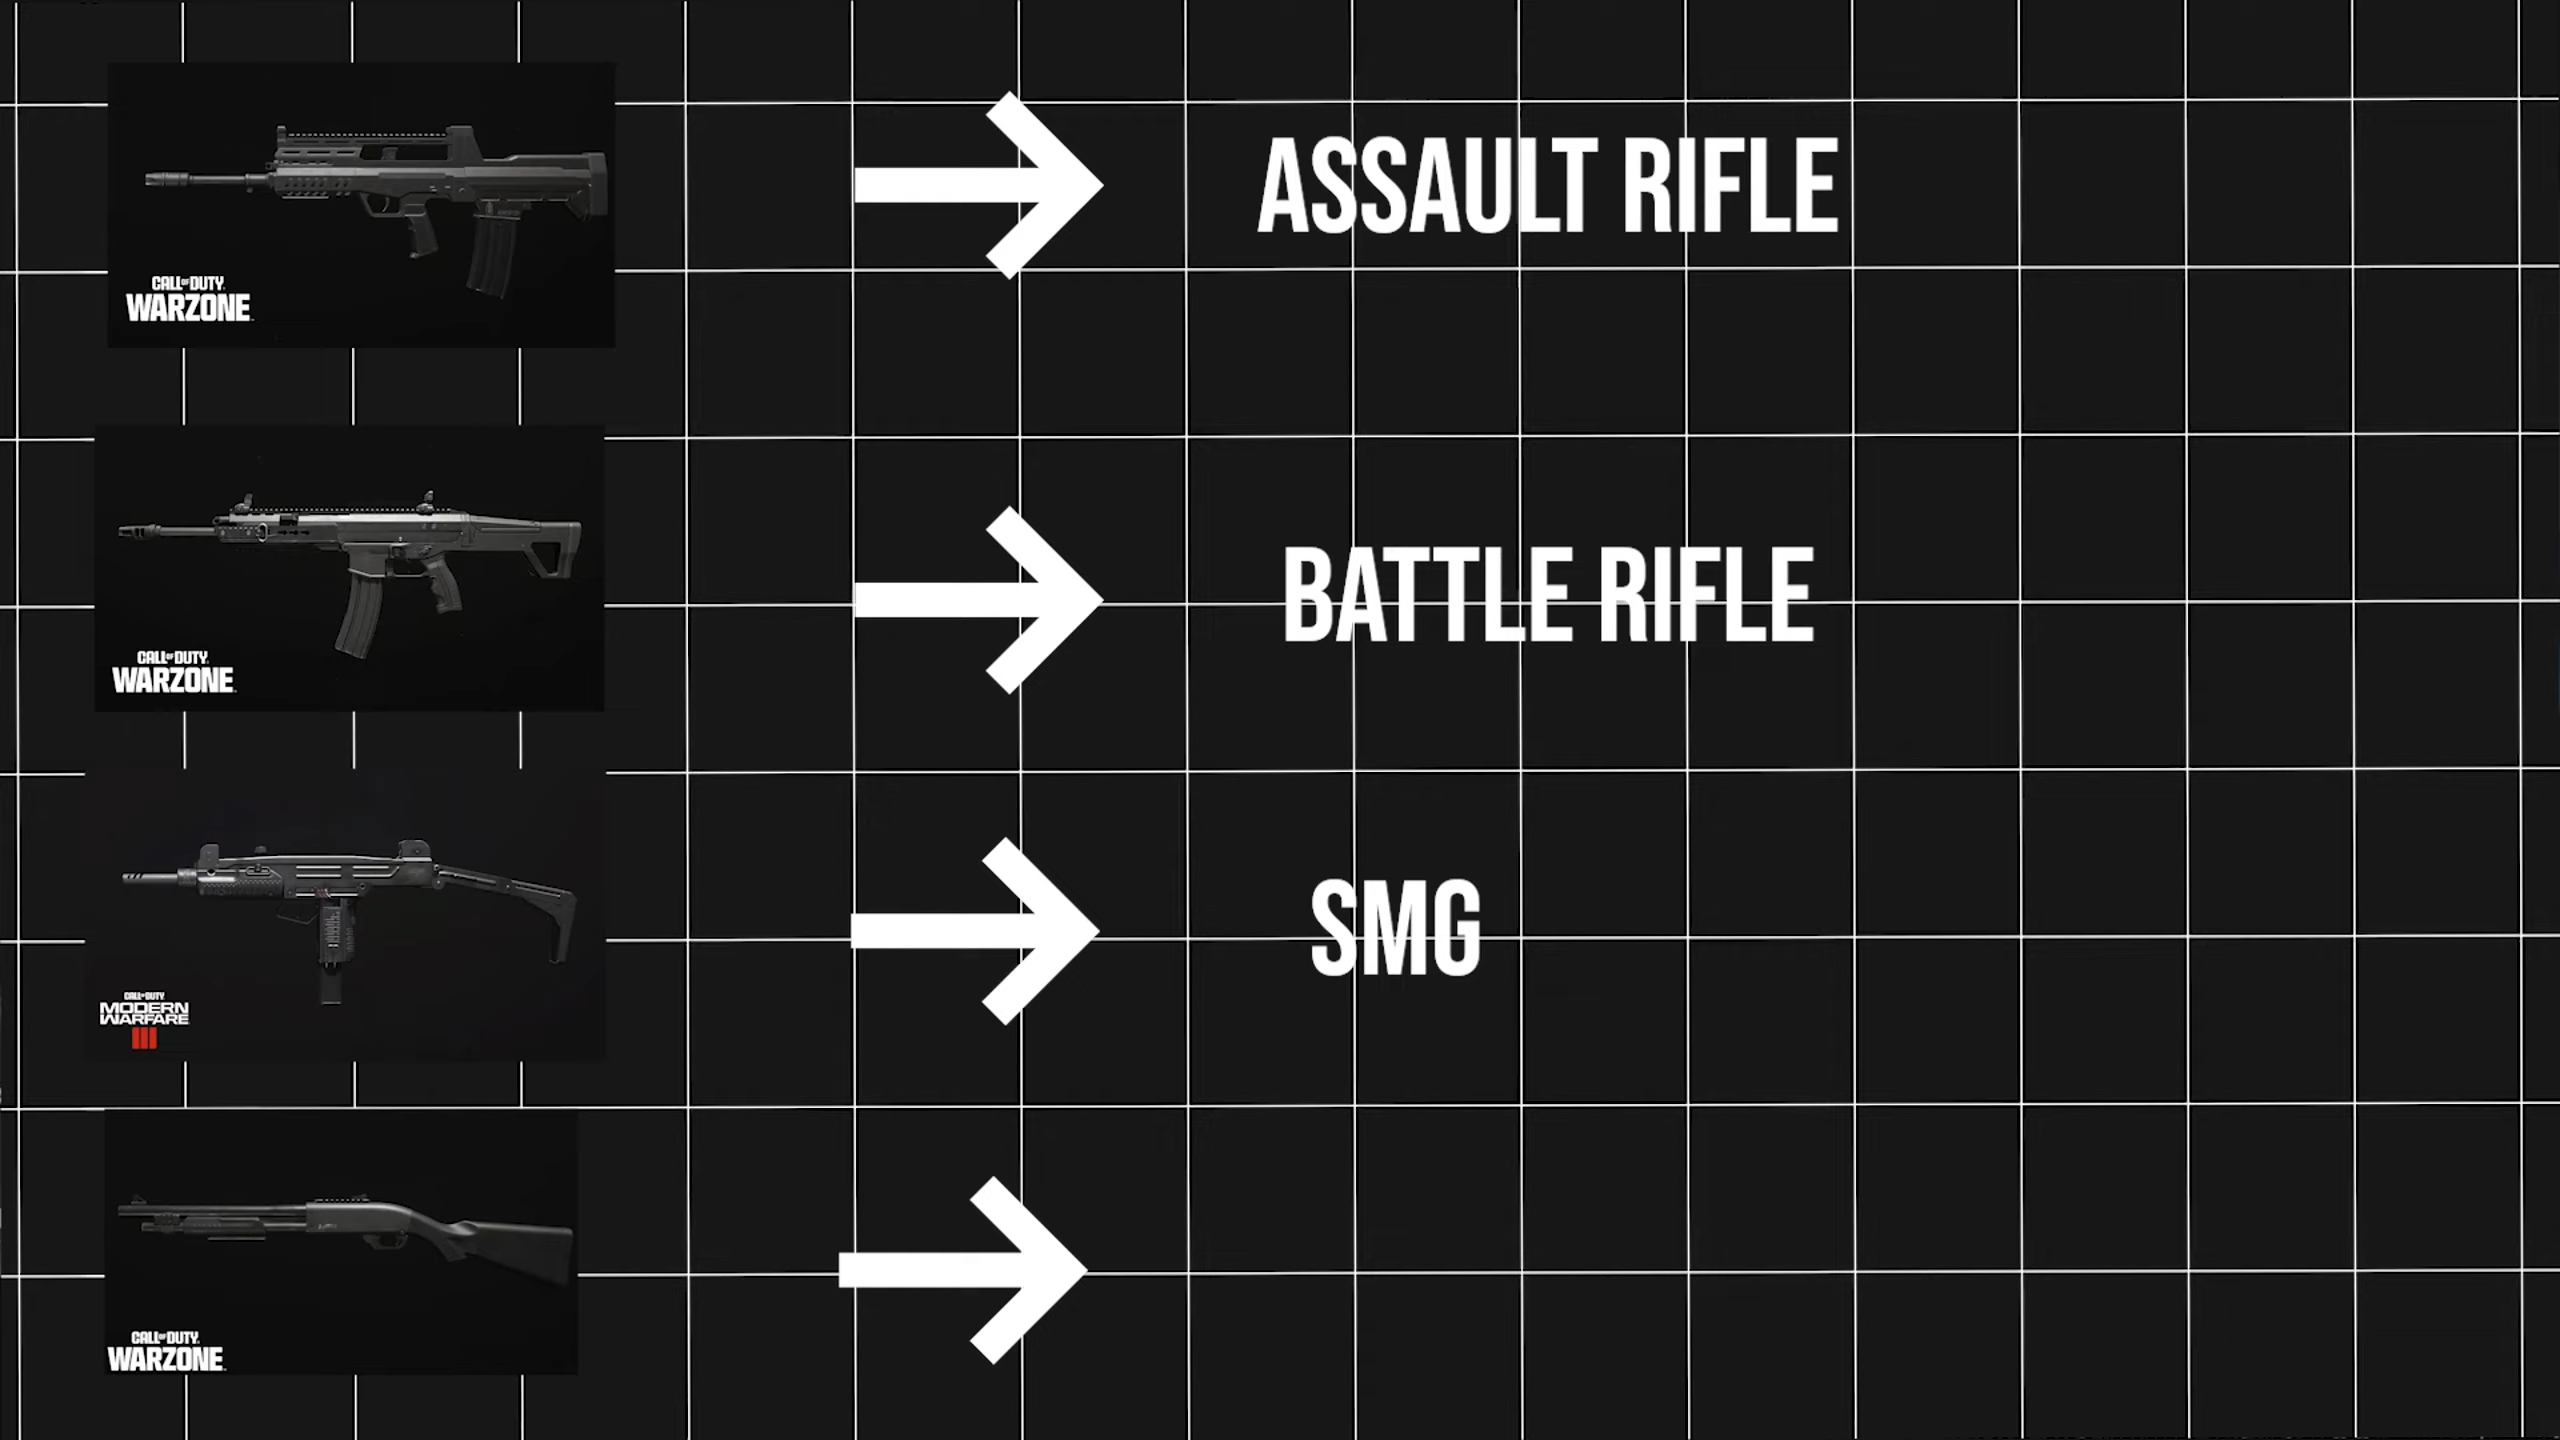 CALL OF DUTY
WARZONE
ASSAULT RIFLE
CALL OF DUTY
WARZONE
BATTLE RIFLE
CALL OF DUTY
MODERN
WARFARE
III
SMG
CALL OF DUTY
WARZONE